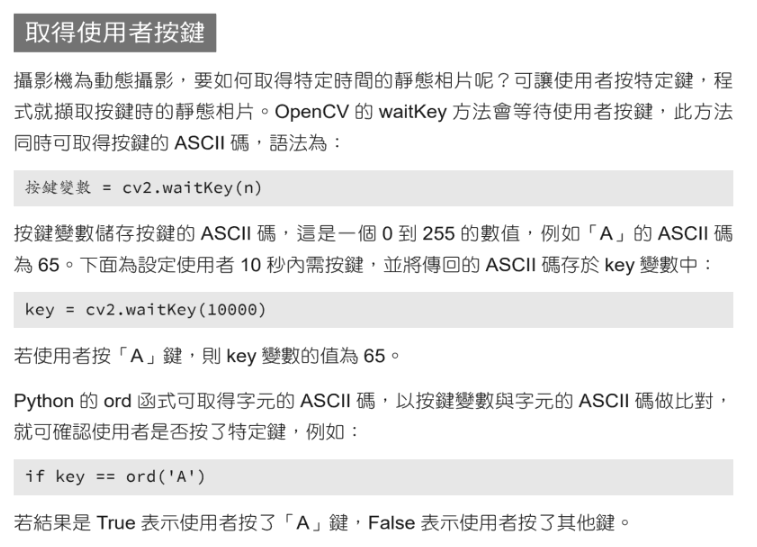 取得使用者按鍵
攝影機為動態攝影，要如何取得特定時間的靜態相片呢？可讓使用者按特定鍵，程
式就擷取按鍵時的靜態相片。OpenCV 的 waitKey 方法會等待使用者按鍵，此方法
同時可取得按鍵的 ASCII 碼，語法為：
按鍵變數 = cv2.waitKey(n)
按鍵變數儲存按鍵的 ASCII 碼，這是一個 0 到 255 的數值，例如「A」的 ASCII 碼
為 65。下面為設定使用者 10 秒內需按鍵，並將傳回的 ASCII 碼存於 key 變數中：
key = cv2.waitKey(10000)
若使用者按「A」鍵，則 key 變數的值為 65。
Python 的 ord 函式可取得字元的 ASCII 碼，以按鍵變數與字元的 ASCII 碼做比對，
就可確認使用者是否按了特定鍵，例如：
if key == ord('A')
若結果是 True 表示使用者按了「A」鍵，False 表示使用者按了其他鍵。